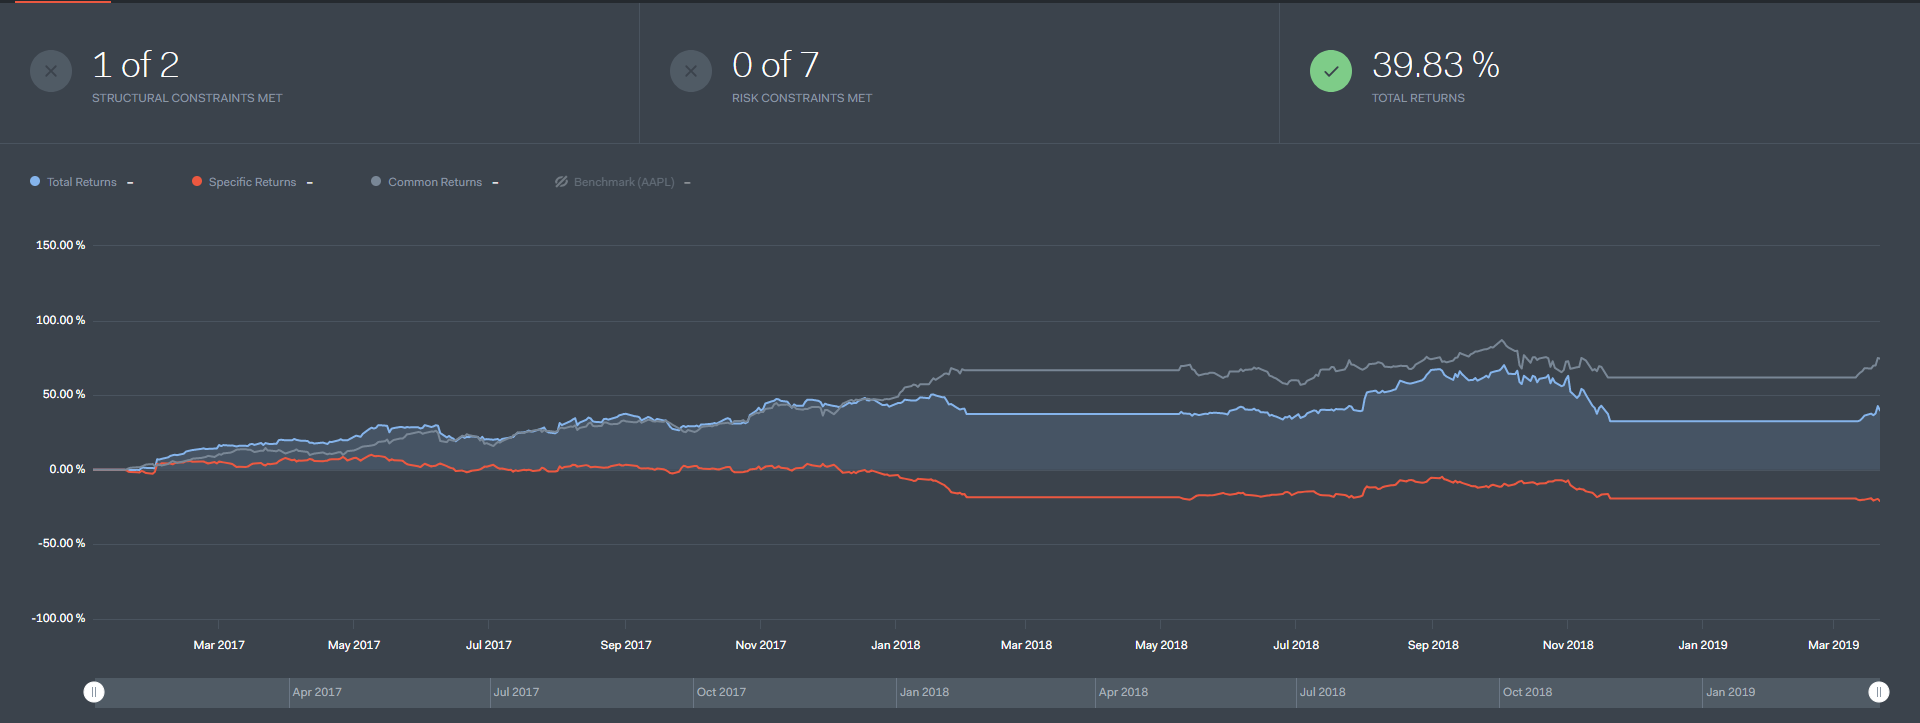 1 of 2
STRUCTURAL CONSTRAINTS MET
0 of 7
RISK CONSTRAINTS MET
39.83 %
TOTAL RETURNS
Total Returns – Specific Returns – Common Returns – Benchmark (AAPL) –
150.00 %
100.00 %
50.00 %
0.00 %
-50.00 %
-100.00 %
Mar 2017 May 2017 Jul 2017 Sep 2017 Nov 2017 Jan 2018 Mar 2018 May 2018 Jul 2018 Sep 2018 Nov 2018 Jan 2019 Mar 2019
Apr 2017 Jul 2017 Oct 2017 Jan 2018 Apr 2018 Jul 2018 Oct 2018 Jan 2019